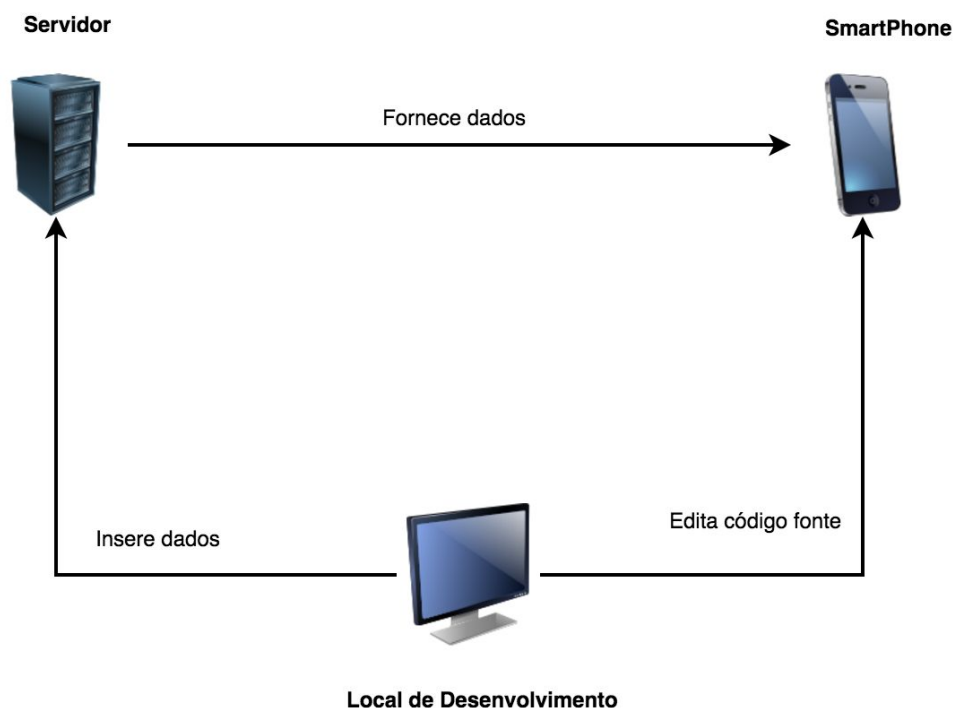 Servidor
SmartPhone
Fornece dados
Edita código fonte
Insere dados
Local de Desenvolvimento